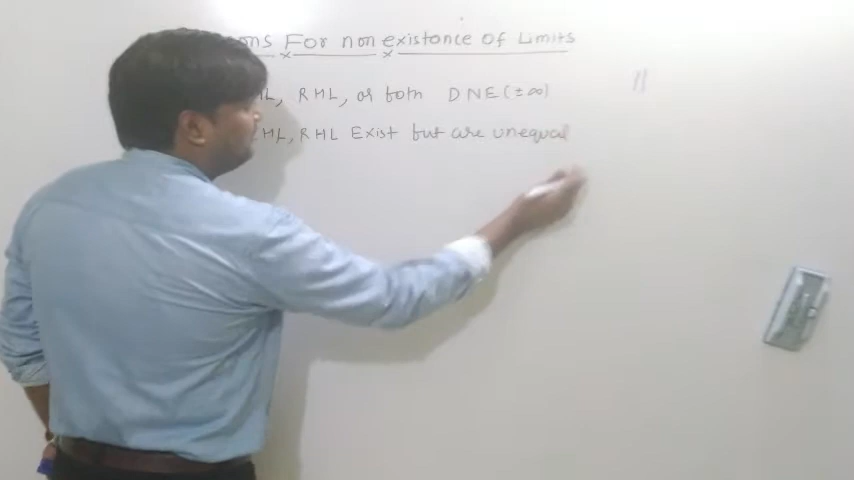 For non existance of Limits
RHL, or both DNE (±∞)
RHL Exist but are unequal